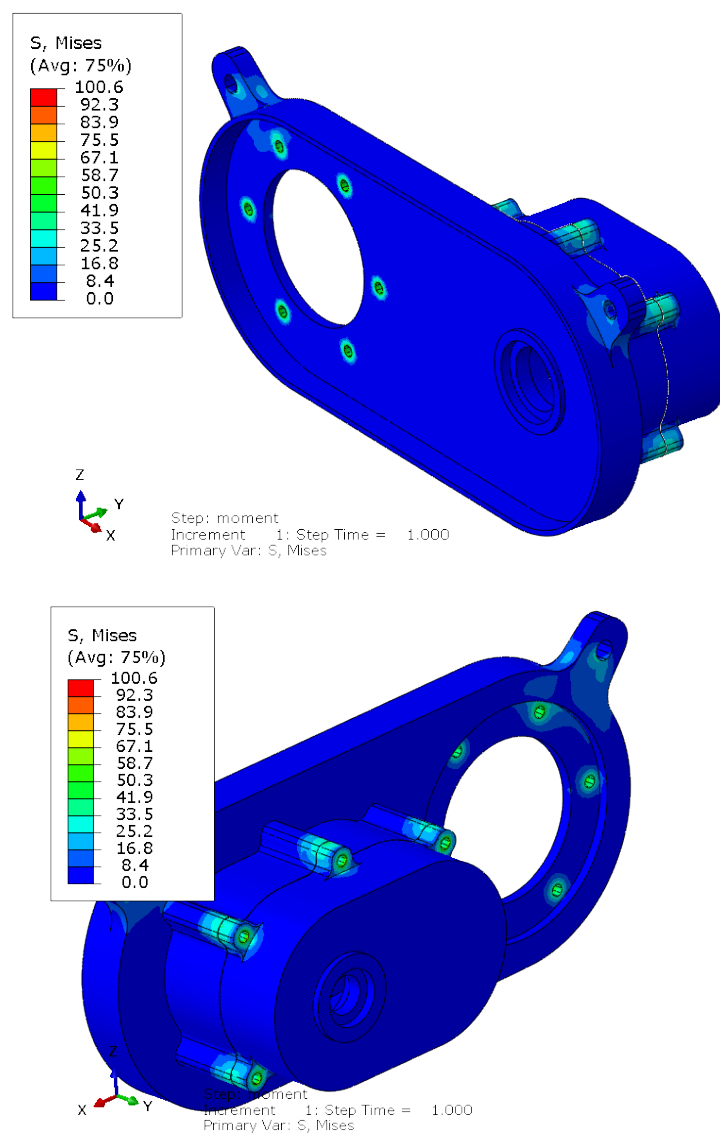 S, Mises
(Avg: 75%)
100.6
92.3
83.9
75.5
67.1
58.7
50.3
41.9
33.5
25.2
16.8
8.4
0.0
Z
Y
X
Step: moment
Increment 1: Step Time = 1.000
Primary Var: S, Mises
S, Mises
(Avg: 75%)
100.6
92.3
83.9
75.5
67.1
58.7
50.3
41.9
33.5
25.2
16.8
8.4
0.0
Z
X
Y
Step: moment
Increment 1: Step Time = 1.000
Primary Var: S, Mises